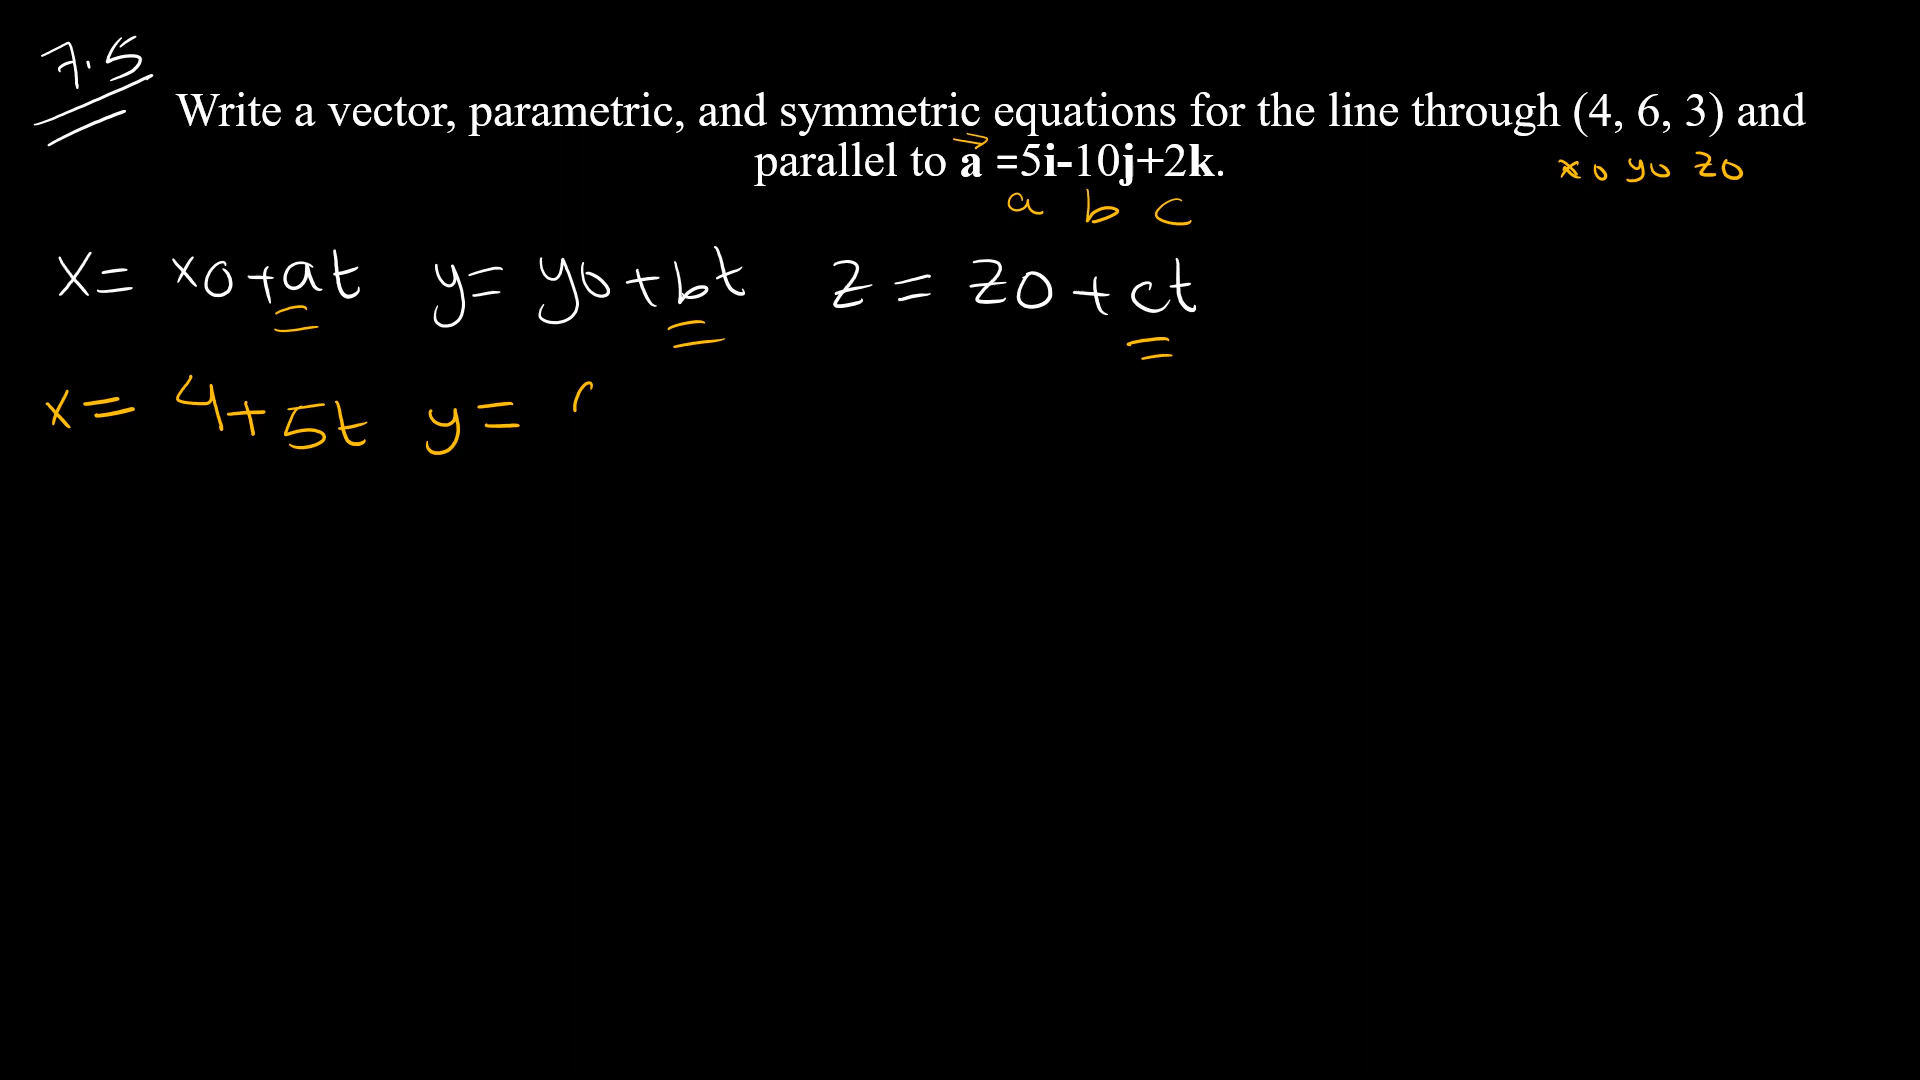 7.5
Write a vector, parametric, and symmetric equations for the line through (4, 6, 3) and
parallel to a =5i-10j+2k.
x0 y0 z0
a b c
x= x0+at y= y0+bt z= z0+ct
x= 4+5t y=